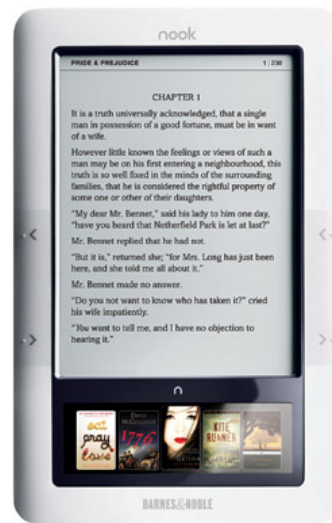 nook
PRIDE & PREJUDICE 1 | 230
CHAPTER 1
It is a truth universally acknowledged, that a single
man in possession of a good fortune, must be in want
of a wife.
However little known the feelings or views of such a
man may be on his first entering a neighbourhood, this
truth is so well fixed in the minds of the surrounding
families, that he is considered the rightful property of
some one or other of their daughters.
"My dear Mr. Bennet," said his lady to him one day,
"have you heard that Netherfield Park is let at last?"
Mr. Bennet replied that he had not.
"But it is," returned she; "for Mrs. Long has just been
here, and she told me all about it."
Mr. Bennet made no answer.
"Do you not want to know who has taken it?" cried
his wife impatiently.
"You want to tell me, and I have no objection to
hearing it."
n
eat
pray
love
DAVID
McCULLOUGH
1776
KITE
RUNNER
BARNES&NOBLE